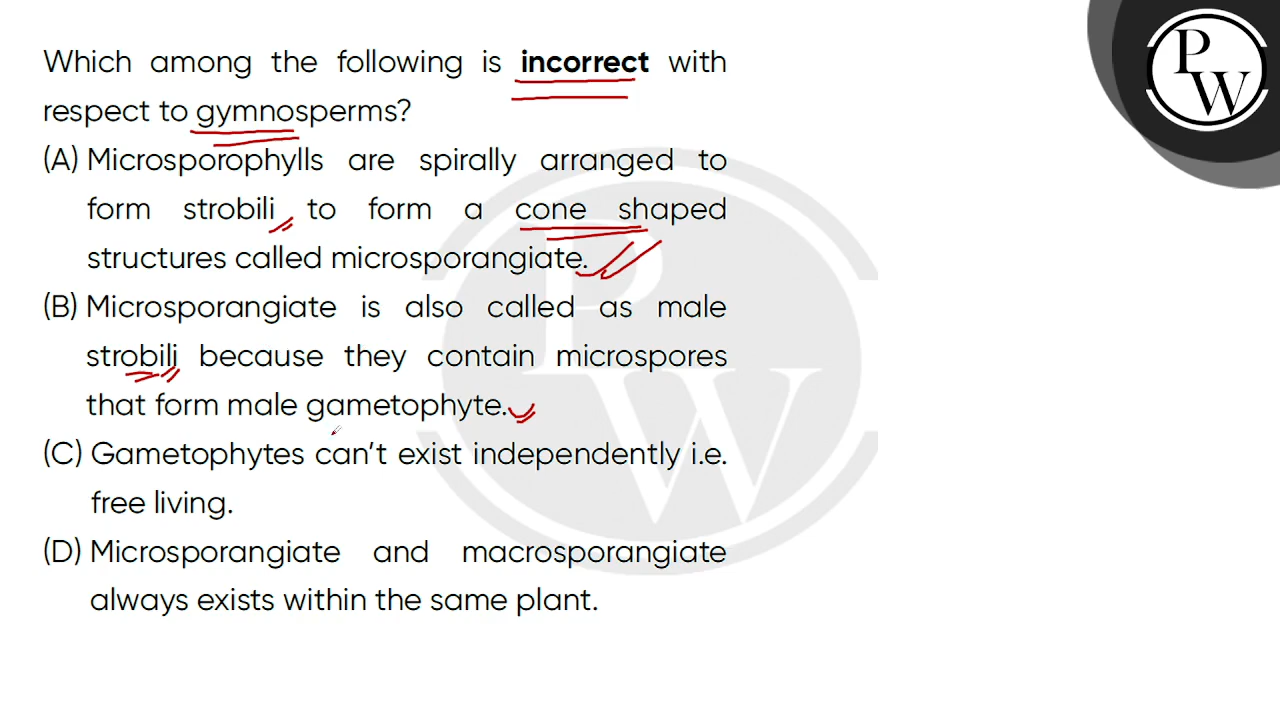 Which among the following is incorrect with
respect to gymnosperms?
(A) Microsporophylls are spirally arranged to
form strobili to form a cone shaped
structures called microsporangiate.
(B) Microsporangiate is also called as male
strobili because they contain microspores
that form male gametophyte.
(C) Gametophytes can't exist independently i.e.
free living.
(D) Microsporangiate and macrosporangiate
always exists within the same plant.
P
W
P
W